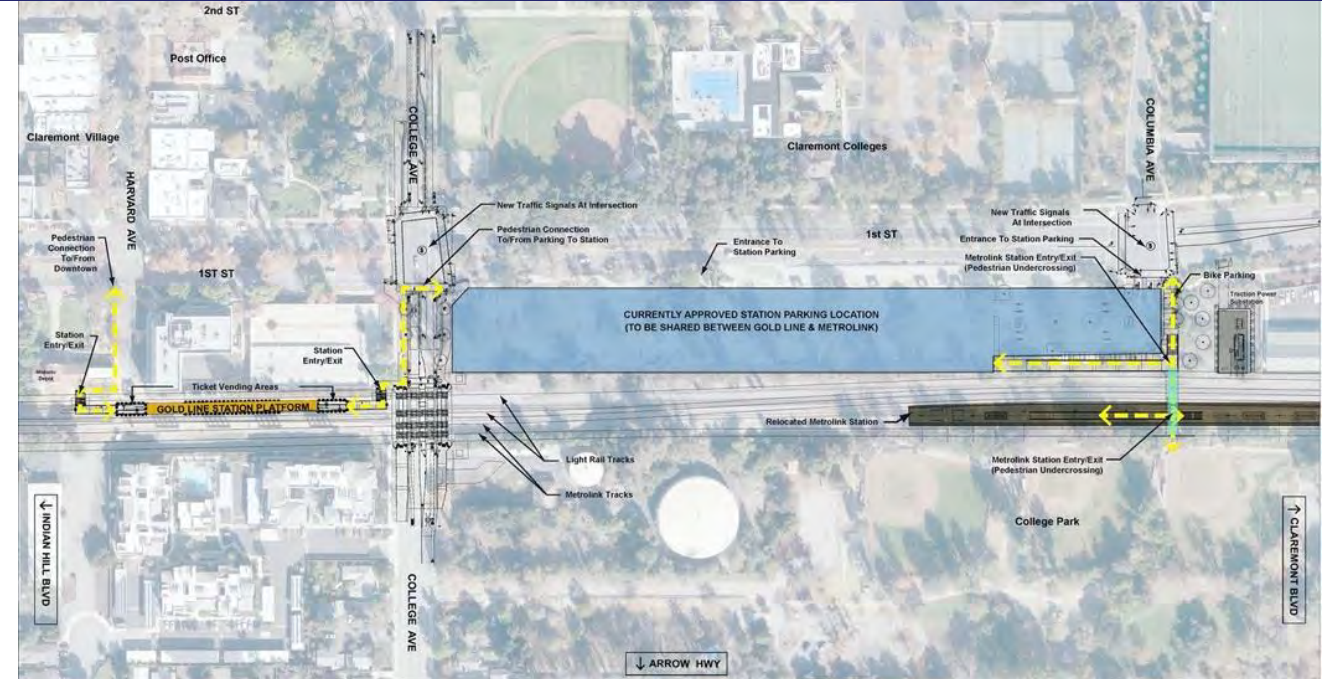 2nd ST
Post Office
Claremont Village
HARVARD AVE
COLLEGE AVE
Claremont Colleges
COLUMBIA AVE
New Traffic Signals At Intersection
Pedestrian Connection
To/From Parking To Station
Entrance To
Station Parking
1st ST
New Traffic Signals
At Intersection
Entrance To Station Parking
Metrolink Station Entry/Exit
(Pedestrian Undercrossing)
Bike Parking
Traction Power
Substation
Pedestrian
Connection
To/From
Downtown
1ST ST
Station
Entry/Exit
Station
Entry/Exit
Historic
Depot
Ticket Vending Areas
GOLD LINE STATION PLATFORM
CURRENTLY APPROVED STATION PARKING LOCATION
(TO BE SHARED BETWEEN GOLD LINE & METROLINK)
Relocated Metrolink Station
Light Rail Tracks
Metrolink Tracks
Metrolink Station Entry/Exit
(Pedestrian Undercrossing)
College Park
↓ INDIAN HILL BLVD
COLLEGE AVE
↑ CLAREMONT BLVD
↓ ARROW HWY